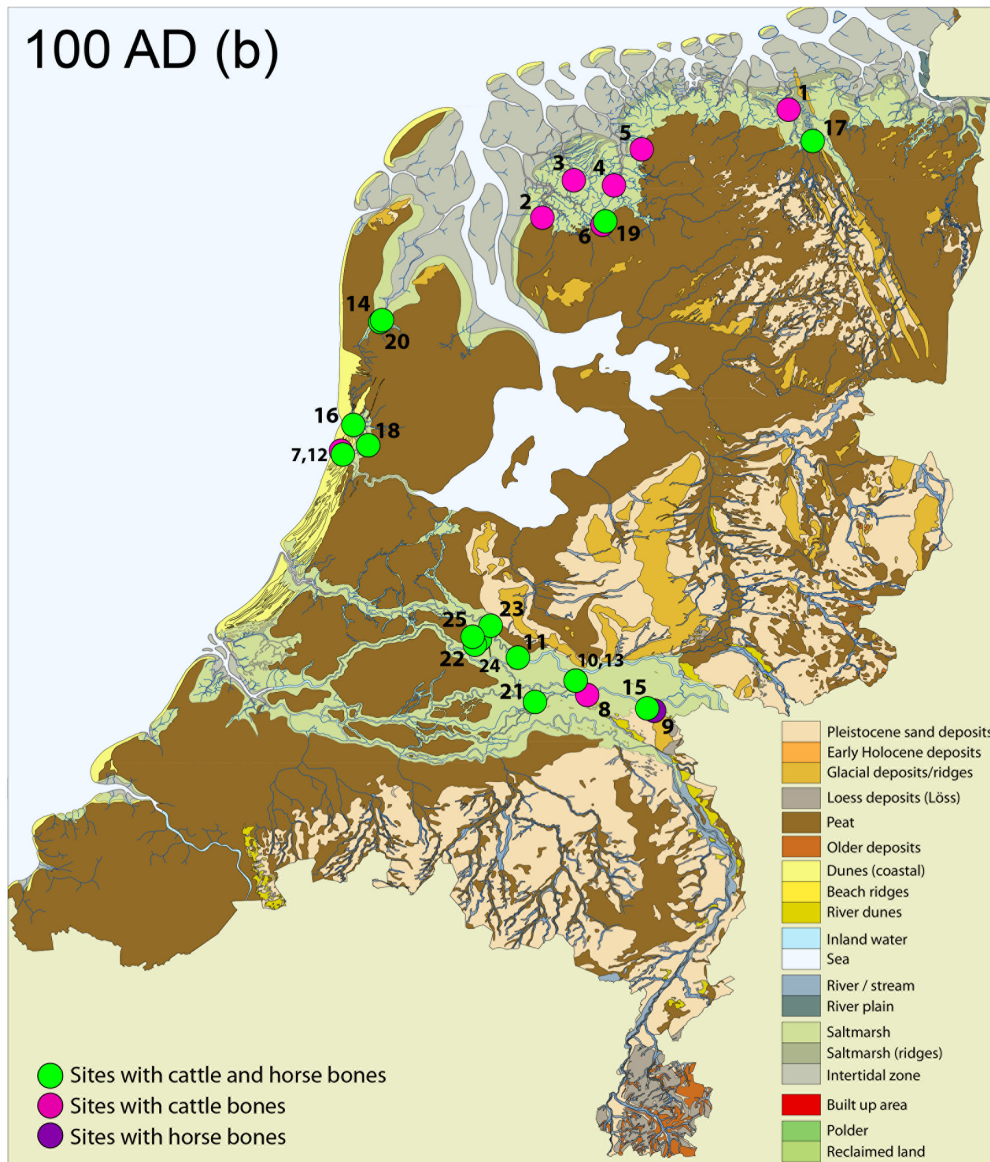 100 AD (b)
1
17
5
3
4
2
6
19
14
20
16
18
7,12
23
25
11
22
24
10,13
21
15
8
9
Pleistocene sand deposits
Early Holocene deposits
Glacial deposits/ridges
Loess deposits (Löss)
Peat
Older deposits
Dunes (coastal)
Beach ridges
River dunes
Inland water
Sea
River / stream
River plain
Saltmarsh
Saltmarsh (ridges)
Intertidal zone
Built up area
Polder
Reclaimed land
Sites with cattle and horse bones
Sites with cattle bones
Sites with horse bones